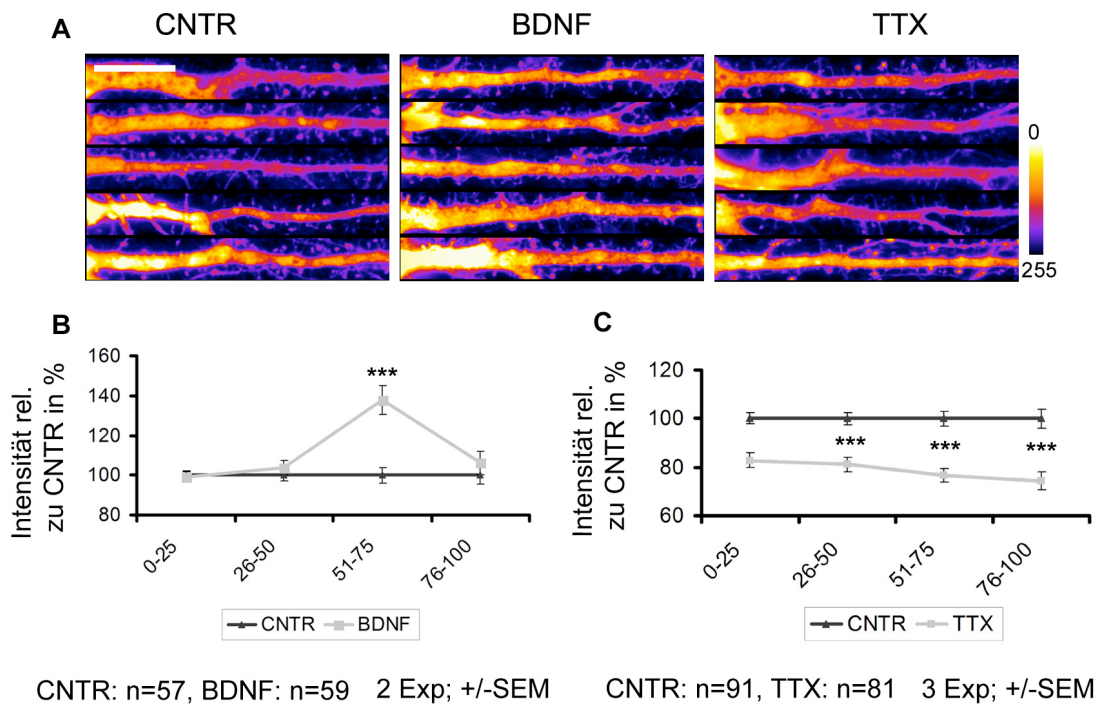 A
CNTR
BDNF
TTX
0
255
B
Intensität rel.
zu CNTR in %
160
140
120
100
80
***
0-25
26-50
51-75
76-100
CNTR
BDNF
C
Intensität rel.
zu CNTR in %
120
100
80
60
***
***
***
0-25
26-50
51-75
76-100
CNTR
TTX
CNTR: n=57, BDNF: n=59 2 Exp; +/-SEM
CNTR: n=91, TTX: n=81 3 Exp; +/-SEM